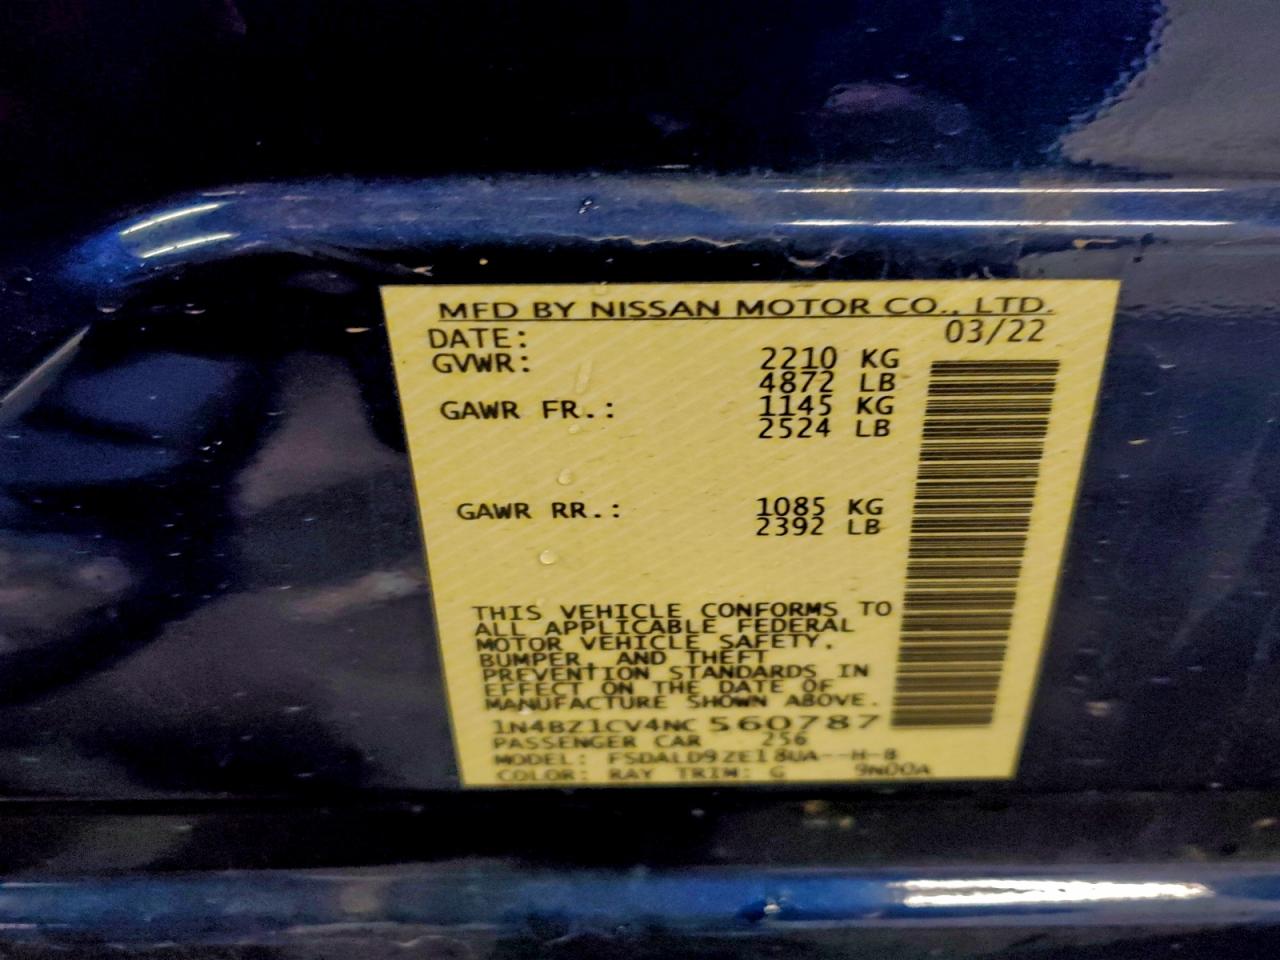 MFD BY NISSAN MOTOR CO., LTD.
DATE: 03/22
GVWR: 2210 KG
4872 LB
GAWR FR.: 1145 KG
2524 LB
GAWR RR.: 1085 KG
2392 LB
THIS VEHICLE CONFORMS TO
ALL APPLICABLE FEDERAL
MOTOR VEHICLE SAFETY,
BUMPER, AND THEFT
PREVENTION STANDARDS IN
EFFECT ON THE DATE OF
MANUFACTURE SHOWN ABOVE.
1N4BZ1CV4NC 560787
PASSENGER CAR 256
MODEL: FSDALD9ZE18UA---H-B
COLOR: RAY TRIM: G 9N00A